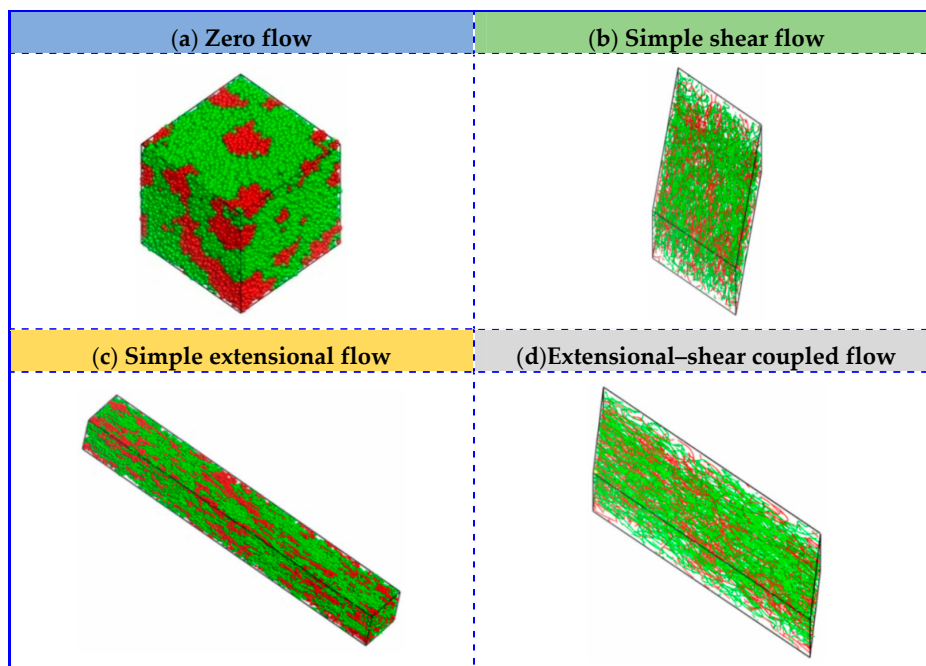 (a) Zero flow
(b) Simple shear flow
(c) Simple extensional flow
(d)Extensional–shear coupled flow